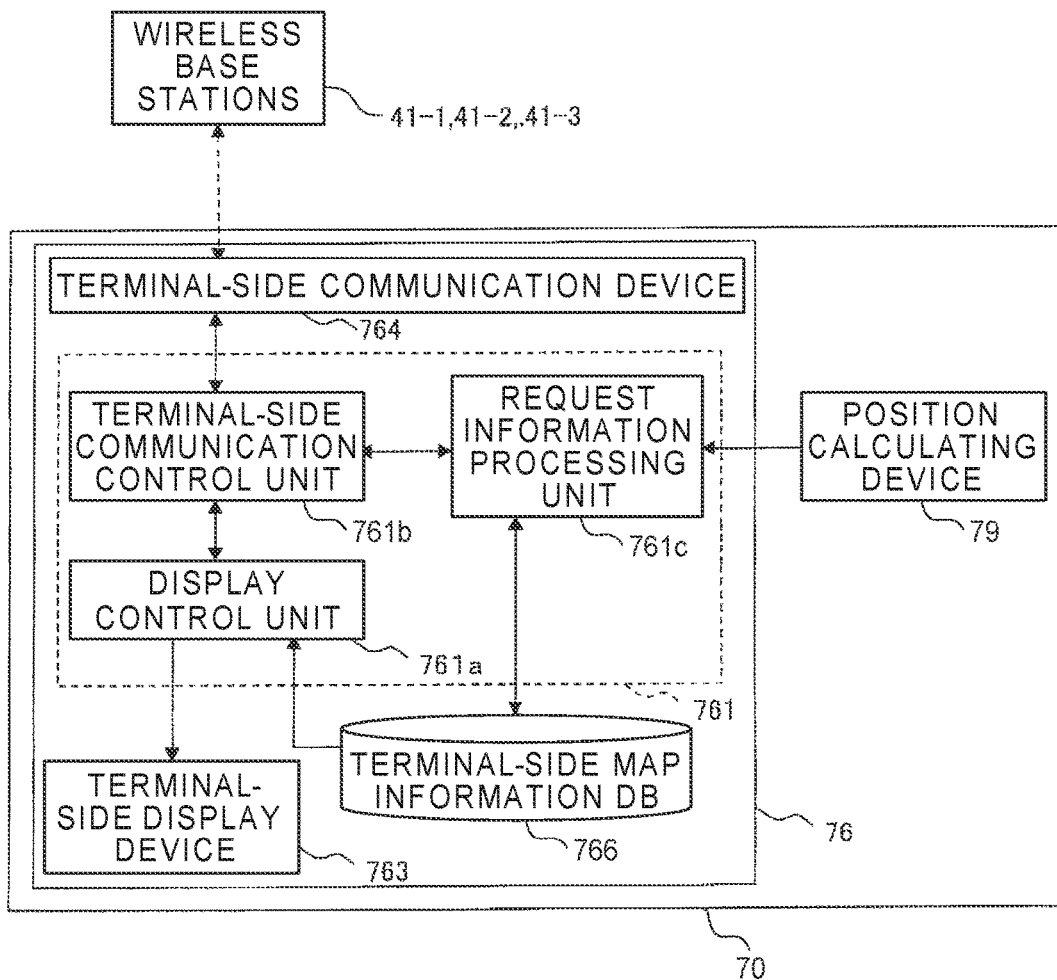 WIRELESS
BASE
STATIONS
41-1,41-2,.41-3
TERMINAL-SIDE COMMUNICATION DEVICE
764
TERMINAL-SIDE
COMMUNICATION
CONTROL UNIT
761b
REQUEST
INFORMATION
PROCESSING
UNIT
761c
POSITION
CALCULATING
DEVICE
79
DISPLAY
CONTROL UNIT
761a
761
TERMINAL-SIDE MAP
INFORMATION DB
766
TERMINAL-
SIDE DISPLAY
DEVICE
763
76
70